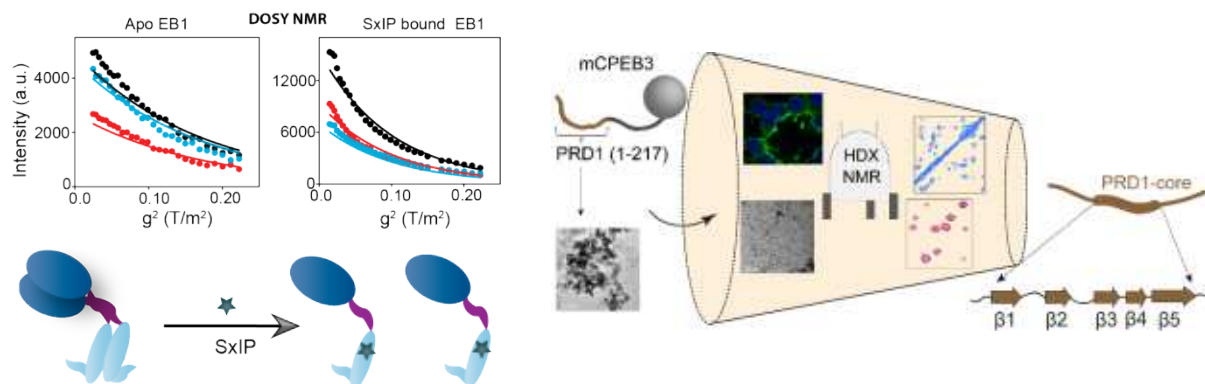 DOSY NMR
Apo EB1
SxIP bound EB1
Intensity (a.u.)
4000
2000
0
0.0 0.10 0.20
g² (T/m²)
12000
6000
0
0.0 0.10 0.20
g² (T/m²)
SxIP
mCPEB3
PRD1 (1-217)
HDX
NMR
PRD1-core
β1 β2 β3 β4 β5